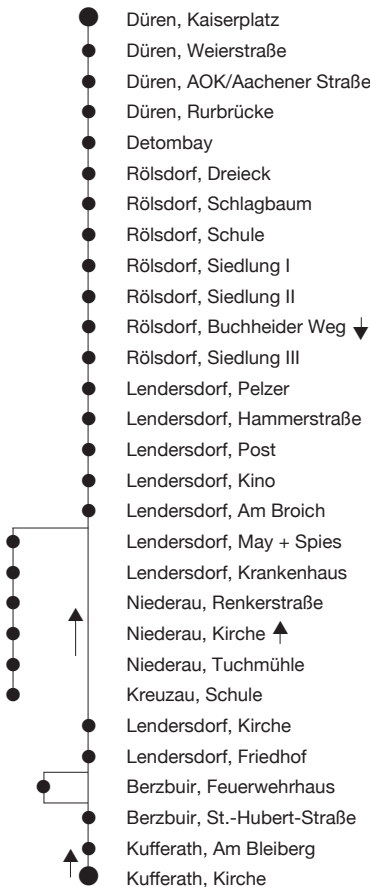 Düren, Kaiserplatz
Düren, Weierstraße
Düren, AOK/Aachener Straße
Düren, Rurbrücke
Detombay
Rölsdorf, Dreieck
Rölsdorf, Schlagbaum
Rölsdorf, Schule
Rölsdorf, Siedlung I
Rölsdorf, Siedlung II
Rölsdorf, Buchheider Weg
Rölsdorf, Siedlung III
Lendersdorf, Pelzer
Lendersdorf, Hammerstraße
Lendersdorf, Post
Lendersdorf, Kino
Lendersdorf, Am Broich
Lendersdorf, May + Spies
Lendersdorf, Krankenhaus
Niederau, Renkerstraße
Niederau, Kirche
Niederau, Tuchmühle
Kreuzau, Schule
Lendersdorf, Kirche
Lendersdorf, Friedhof
Berzbuir, Feuerwehrhaus
Berzbuir, St.-Hubert-Straße
Kufferath, Am Bleiberg
Kufferath, Kirche